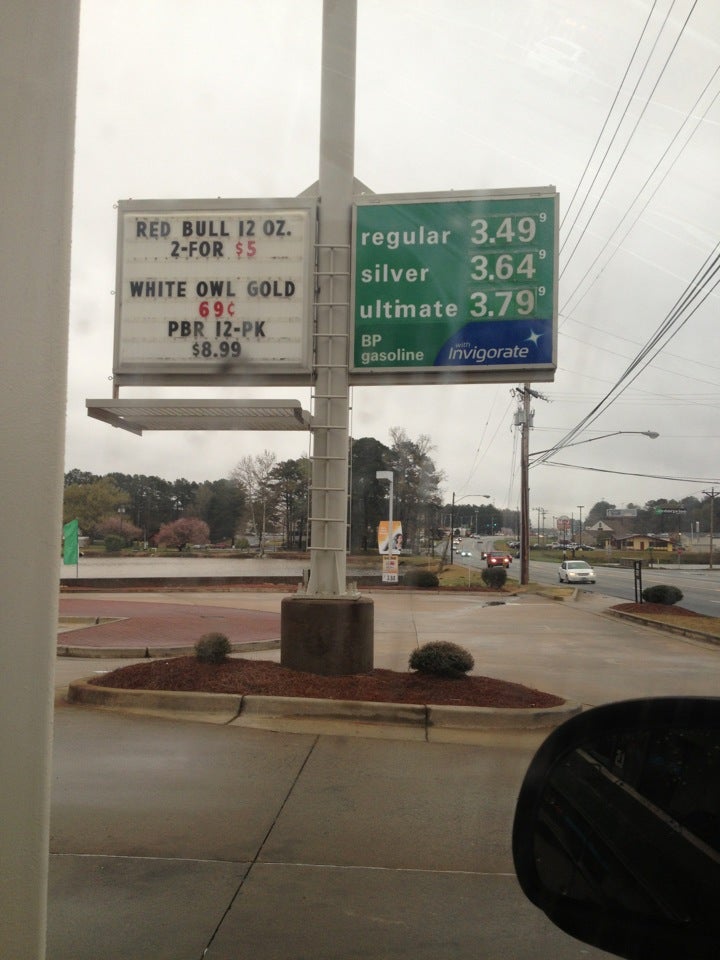 RED BULL 12 OZ.
2-FOR $5
WHITE OWL GOLD
69¢
PBR 12-PK
$8.99
regular 3.49 9
silver 3.64 9
ultimate 3.79 9
BP
gasoline
with
Invigorate